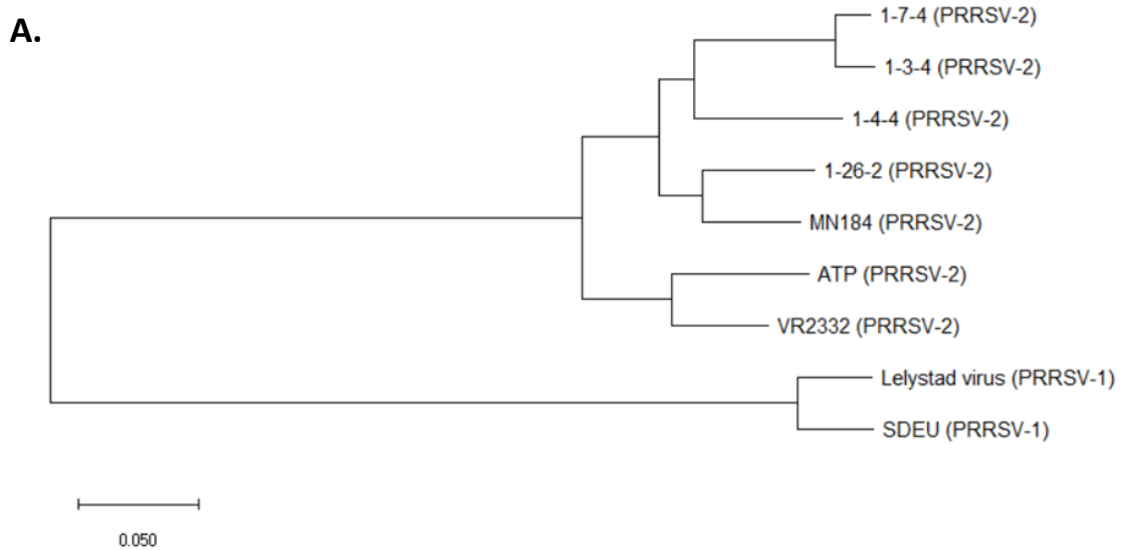 A.
1-7-4 (PRRSV-2)
1-3-4 (PRRSV-2)
1-4-4 (PRRSV-2)
1-26-2 (PRRSV-2)
MN184 (PRRSV-2)
ATP (PRRSV-2)
VR2332 (PRRSV-2)
Lelystad virus (PRRSV-1)
SDEU (PRRSV-1)
0.050